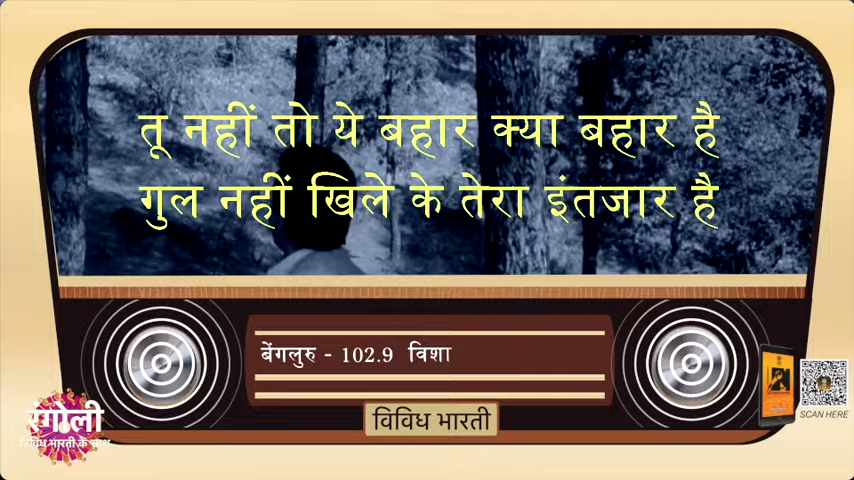 तू नहीं तो ये बहार क्या बहार है
गुल नहीं खिले के तेरा इंतजार है
बेंगलुरु - 102.9 विशा
विविध भारती
रंगोली
विविध भारती के साथ
SCAN HERE